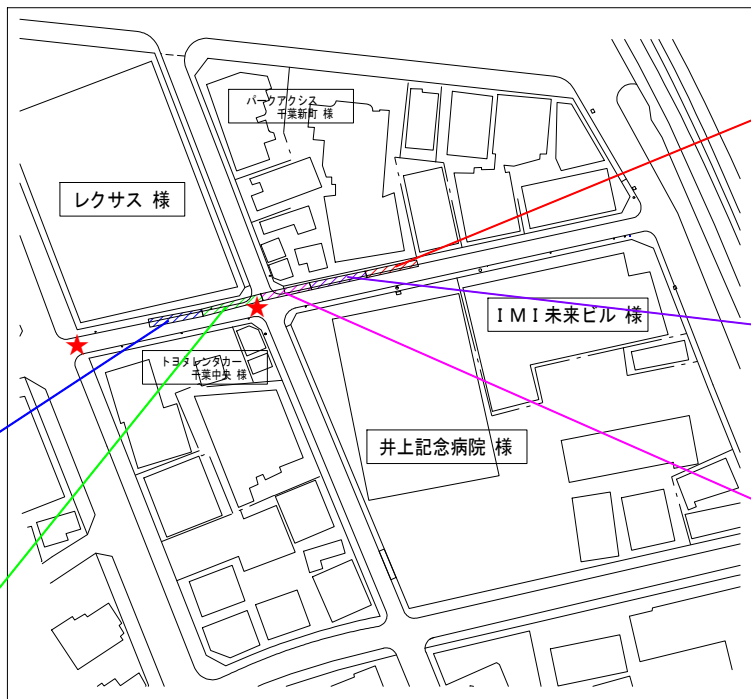 パークアクシス
千葉新町 様
レクサス 様
IMI未来ビル 様
トヨタレンタカー
千葉中央 様
井上記念病院 様